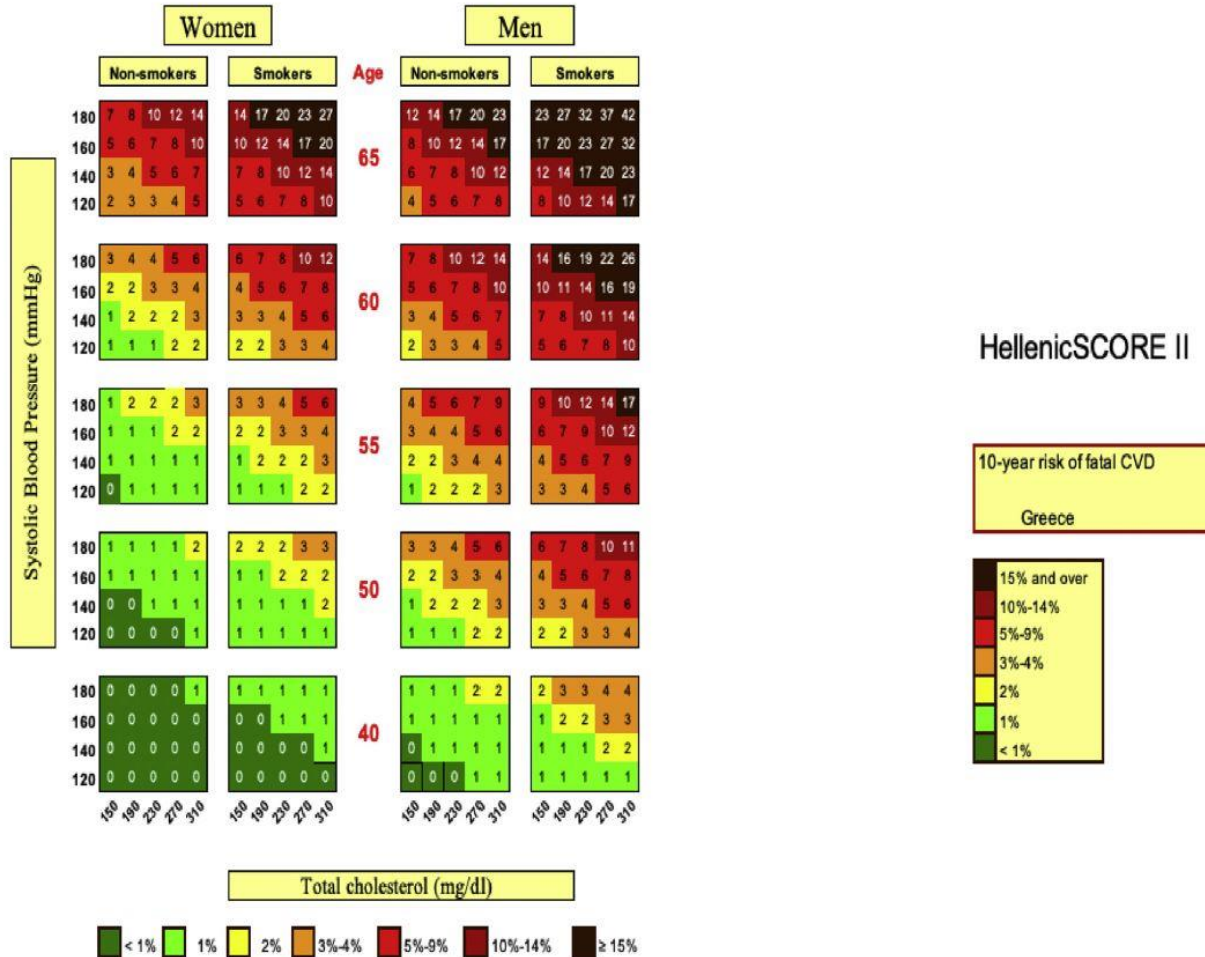 Women Men
Non-smokers Smokers Age Non-smokers Smokers
180 7 8 10 12 14 14 17 20 23 27 12 14 17 20 23 23 27 32 37 42
160 5 6 7 8 10 10 12 14 17 20 8 10 12 14 17 17 20 23 27 32
65
140 3 4 5 6 7 7 8 10 12 14 6 7 8 10 12 12 14 17 20 23
120 2 3 3 4 5 5 6 7 8 10 4 5 6 7 8 8 10 12 14 17
180 3 4 4 5 6 6 7 8 10 12 7 8 10 12 14 14 16 19 22 26
160 2 2 3 3 4 4 5 6 7 8 5 6 7 8 10 10 11 14 16 19
60
140 1 2 2 2 3 3 3 4 5 6 3 4 5 6 7 7 8 10 11 14
120 1 1 1 2 2 2 2 3 3 4 2 3 3 4 5 5 6 7 8 10
180 1 2 2 2 3 3 3 4 5 6 4 5 6 7 9 9 10 12 14 17
160 1 1 1 2 2 2 2 3 3 4 3 4 4 5 6 6 7 9 10 12
55
140 1 1 1 1 1 1 2 2 2 3 2 2 3 4 4 4 5 6 7 9
120 0 1 1 1 1 1 1 1 2 2 1 2 2 2 3 3 3 4 5 6
180 1 1 1 1 2 2 2 2 3 3 3 3 4 5 6 6 7 8 10 11
160 1 1 1 1 1 1 1 2 2 2 2 2 3 3 4 4 5 6 7 8
50
140 0 0 1 1 1 1 1 1 1 2 1 2 2 2 3 3 3 4 5 6
120 0 0 0 0 1 1 1 1 1 1 1 1 1 2 2 2 2 3 3 4
180 0 0 0 0 1 1 1 1 1 1 1 1 1 2 2 2 3 3 4 4
160 0 0 0 0 0 0 0 1 1 1 1 1 1 1 1 1 2 2 3 3
40
140 0 0 0 0 0 0 0 0 0 1 0 1 1 1 1 1 1 1 2 2
120 0 0 0 0 0 0 0 0 0 0 0 0 0 1 1 1 1 1 1 1
150 190 230 270 310 150 190 230 270 310 150 190 230 270 310 150 190 230 270 310
Systolic Blood Pressure (mmHg)
Total cholesterol (mg/dl)
< 1% 1% 2% 3%-4% 5%-9% 10%-14% ≥ 15%
HellenicSCORE II
10-year risk of fatal CVD
Greece
15% and over
10%-14%
5%-9%
3%-4%
2%
1%
< 1%